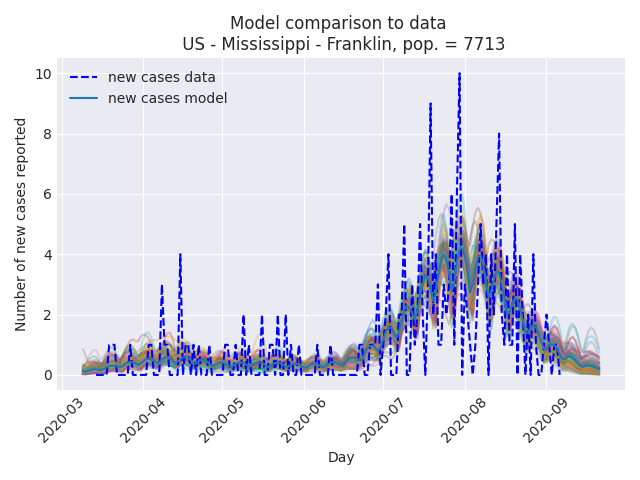 Model comparison to data
US - Mississippi - Franklin, pop. = 7713
new cases data
new cases model
Number of new cases reported
10
8
6
4
2
0
2020-03
2020-04
2020-05
2020-06
2020-07
2020-08
2020-09
Day